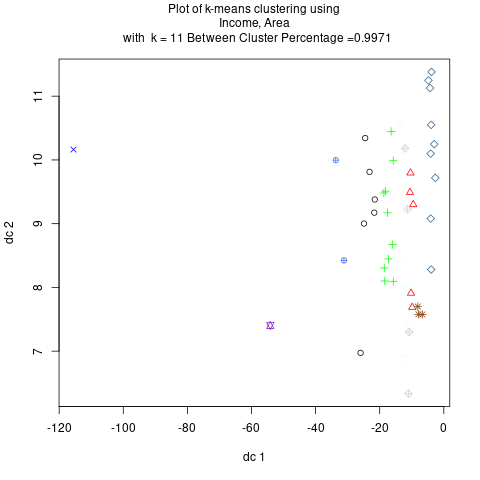 Plot of k-means clustering using
Income, Area
with  k = 11 Between Cluster Percentage =0.9971
11
10
9
8
7
dc 2
-120
-100
-80
-60
-40
-20
0
dc 1